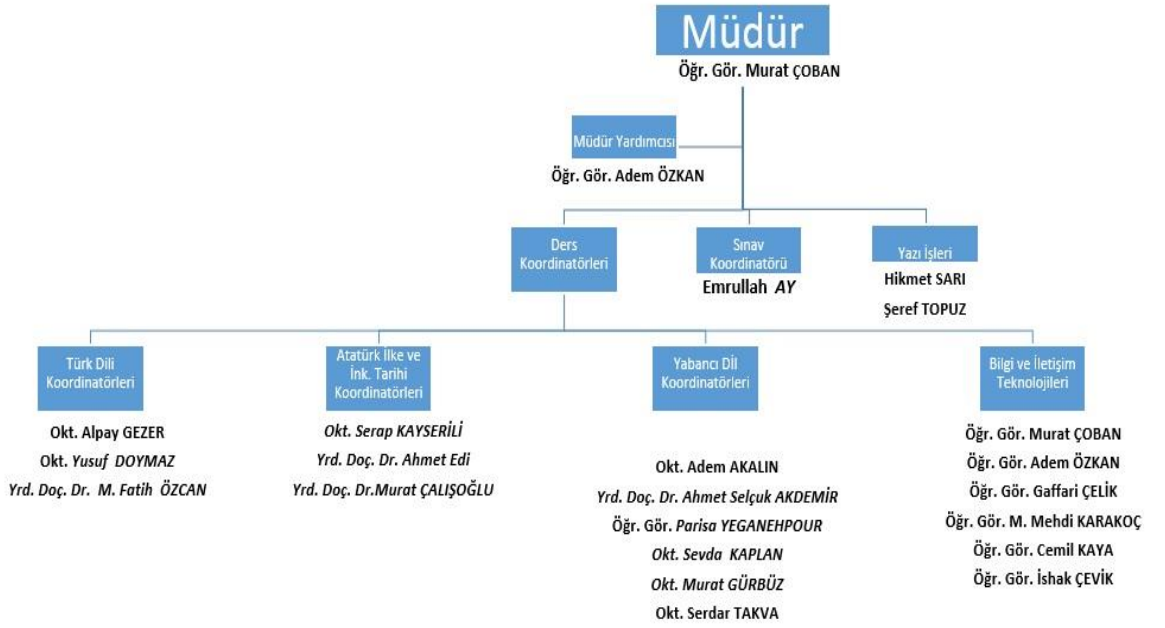 Müdür
Öğr. Gör. Murat ÇOBAN
Müdür Yardımcısı
Öğr. Gör. Adem ÖZKAN
Ders
Koordinatörleri
Sınav
Koordinatörü
Emrullah AY
Yazı İşleri
Hikmet SARI
Şeref TOPUZ
Türk Dili
Koordinatörleri
Okt. Alpay GEZER
Okt. Yusuf DOYMAZ
Yrd. Doç. Dr. M. Fatih ÖZCAN
Atatürk İlke ve
İnk. Tarihi
Koordinatörleri
Okt. Serap KAYSERİLİ
Yrd. Doç. Dr. Ahmet Edi
Yrd. Doç. Dr.Murat ÇALIŞOĞLU
Yabancı Dİl
Koordinatörleri
Okt. Adem AKALIN
Yrd. Doç. Dr. Ahmet Selçuk AKDEMİR
Öğr. Gör. Parisa YEGANEHPOUR
Okt. Sevda KAPLAN
Okt. Murat GÜRBÜZ
Okt. Serdar TAKVA
Bilgi ve İletişim
Teknolojileri
Öğr. Gör. Murat ÇOBAN
Öğr. Gör. Adem ÖZKAN
Öğr. Gör. Gaffari ÇELİK
Öğr. Gör. M. Mehdi KARAKOÇ
Öğr. Gör. Cemil KAYA
Öğr. Gör. İshak ÇEVİK